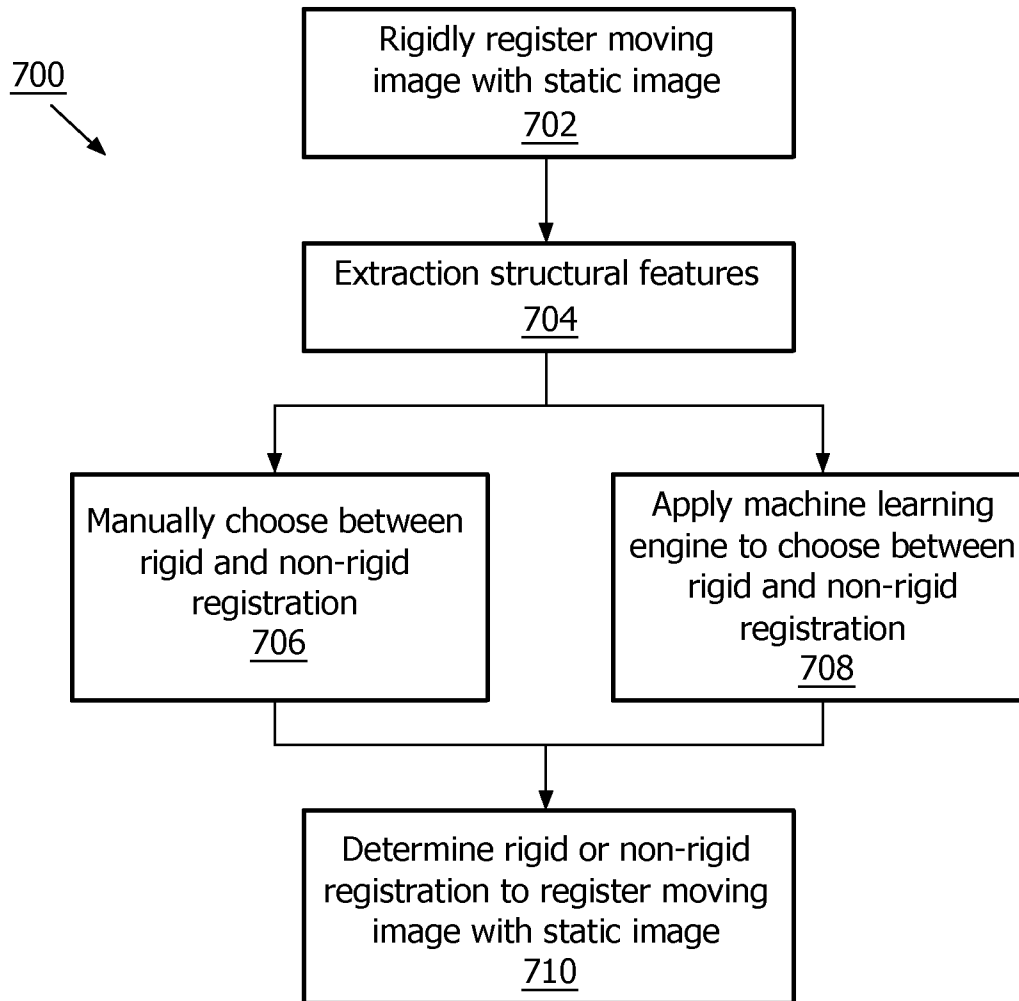 700
Rigidly register moving
image with static image
702
Extraction structural features
704
Manually choose between
rigid and non-rigid
registration
706
Apply machine learning
engine to choose between
rigid and non-rigid
registration
708
Determine rigid or non-rigid
registration to register moving
image with static image
710